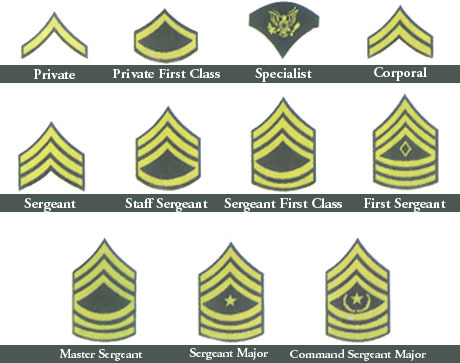 Private Private First Class Specialist Corporal
Sergeant Staff Sergeant Sergeant First Class First Sergeant
Master Sergeant Sergeant Major Command Sergeant Major